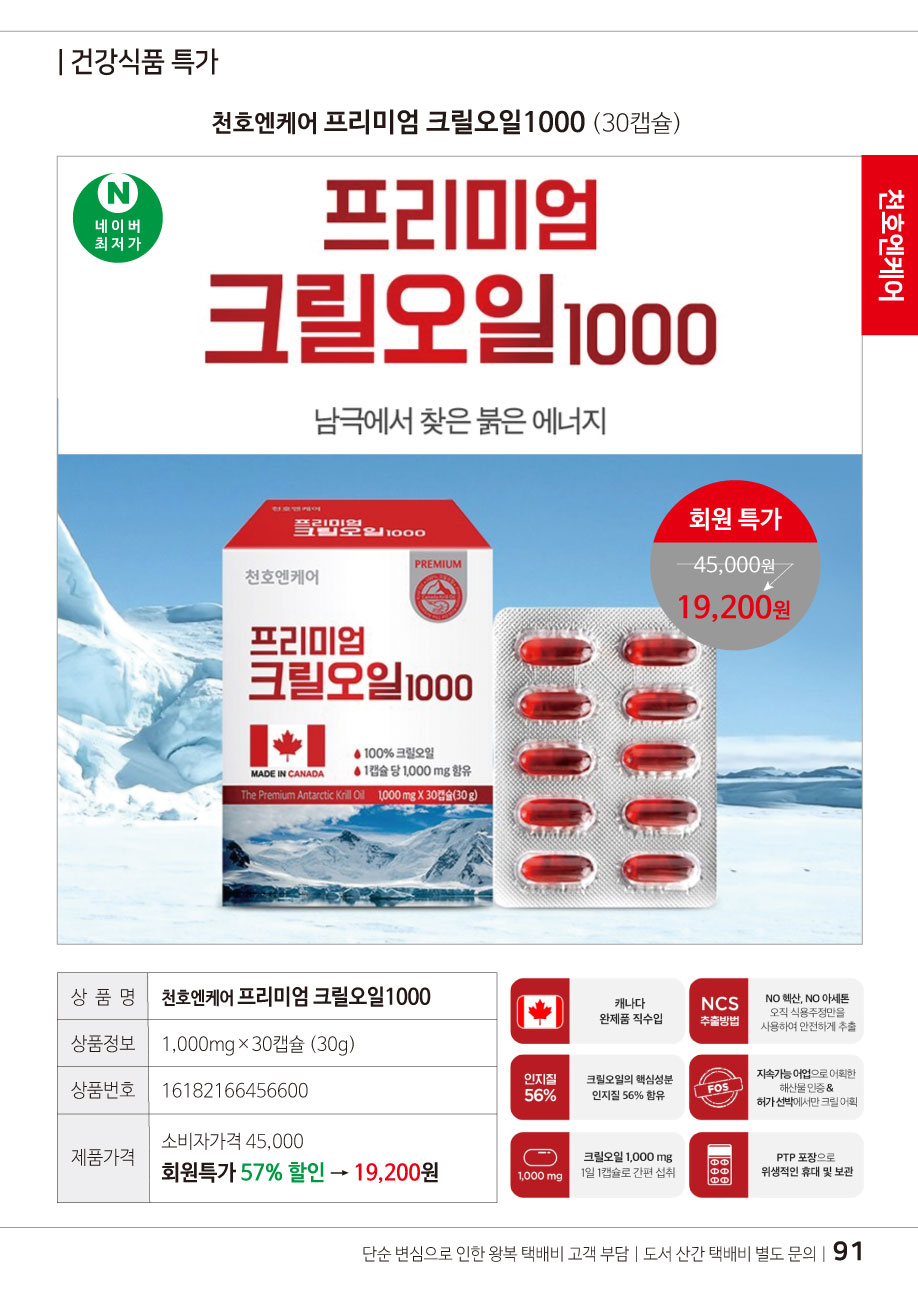 | 건강식품 특가
천호엔케어 프리미엄 크릴오일1000 (30캡슐)
N
네이버
최저가
프리미엄
크릴오일1000
남극에서 찾은 붉은 에너지
천호엔케어
회원 특가
45,000원
19,200원
천호엔케어
프리미엄
크릴오일1000
천호엔케어
PREMIUM
프리미엄
크릴오일1000
MADE IN CANADA
100% 크릴오일
1캡슐 당 1,000 mg 함유
The Premium Antarctic Krill Oil 1,000 mg X 30캡슐(30 g)
상 품 명 천호엔케어 프리미엄 크릴오일1000
상품정보 1,000mg×30캡슐 (30g)
상품번호 16182166456600
제품가격 소비자가격 45,000
회원특가 57% 할인 → 19,200원
캐나다
완제품 직수입
NCS
추출방법
NO 헥산, NO 아세톤
오직 식용주정만을
사용하여 안전하게 추출
인지질
56%
크릴오일의 핵심성분
인지질 56% 함유
FOS
지속가능 어업으로 어획한
해산물 인증 &
허가 선박에서만 크릴 어획
1,000 mg
크릴오일 1,000 mg
1일 1캡슐로 간편 섭취
PTP 포장으로
위생적인 휴대 및 보관
단순 변심으로 인한 왕복 택배비 고객 부담 | 도서 산간 택배비 별도 문의 | 91